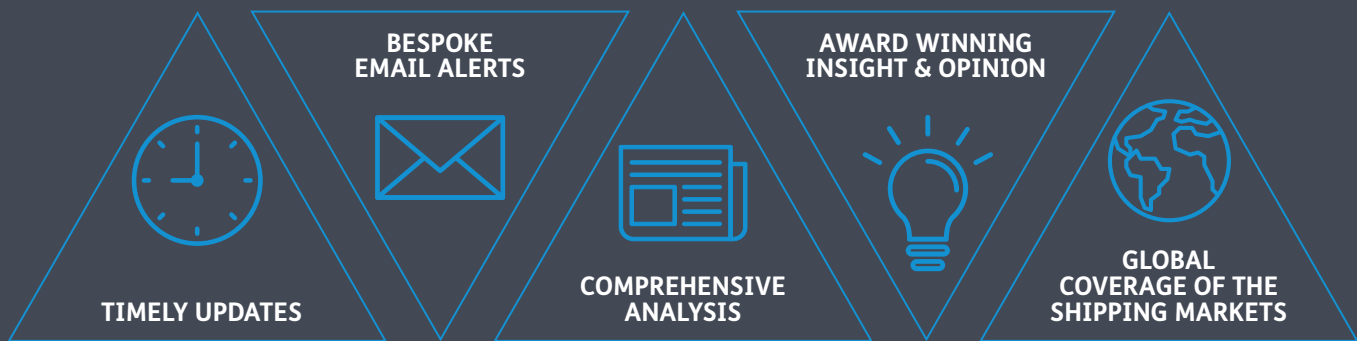 TIMELY UPDATES
BESPOKE
EMAIL ALERTS
COMPREHENSIVE
ANALYSIS
AWARD WINNING
INSIGHT & OPINION
GLOBAL
COVERAGE OF THE
SHIPPING MARKETS